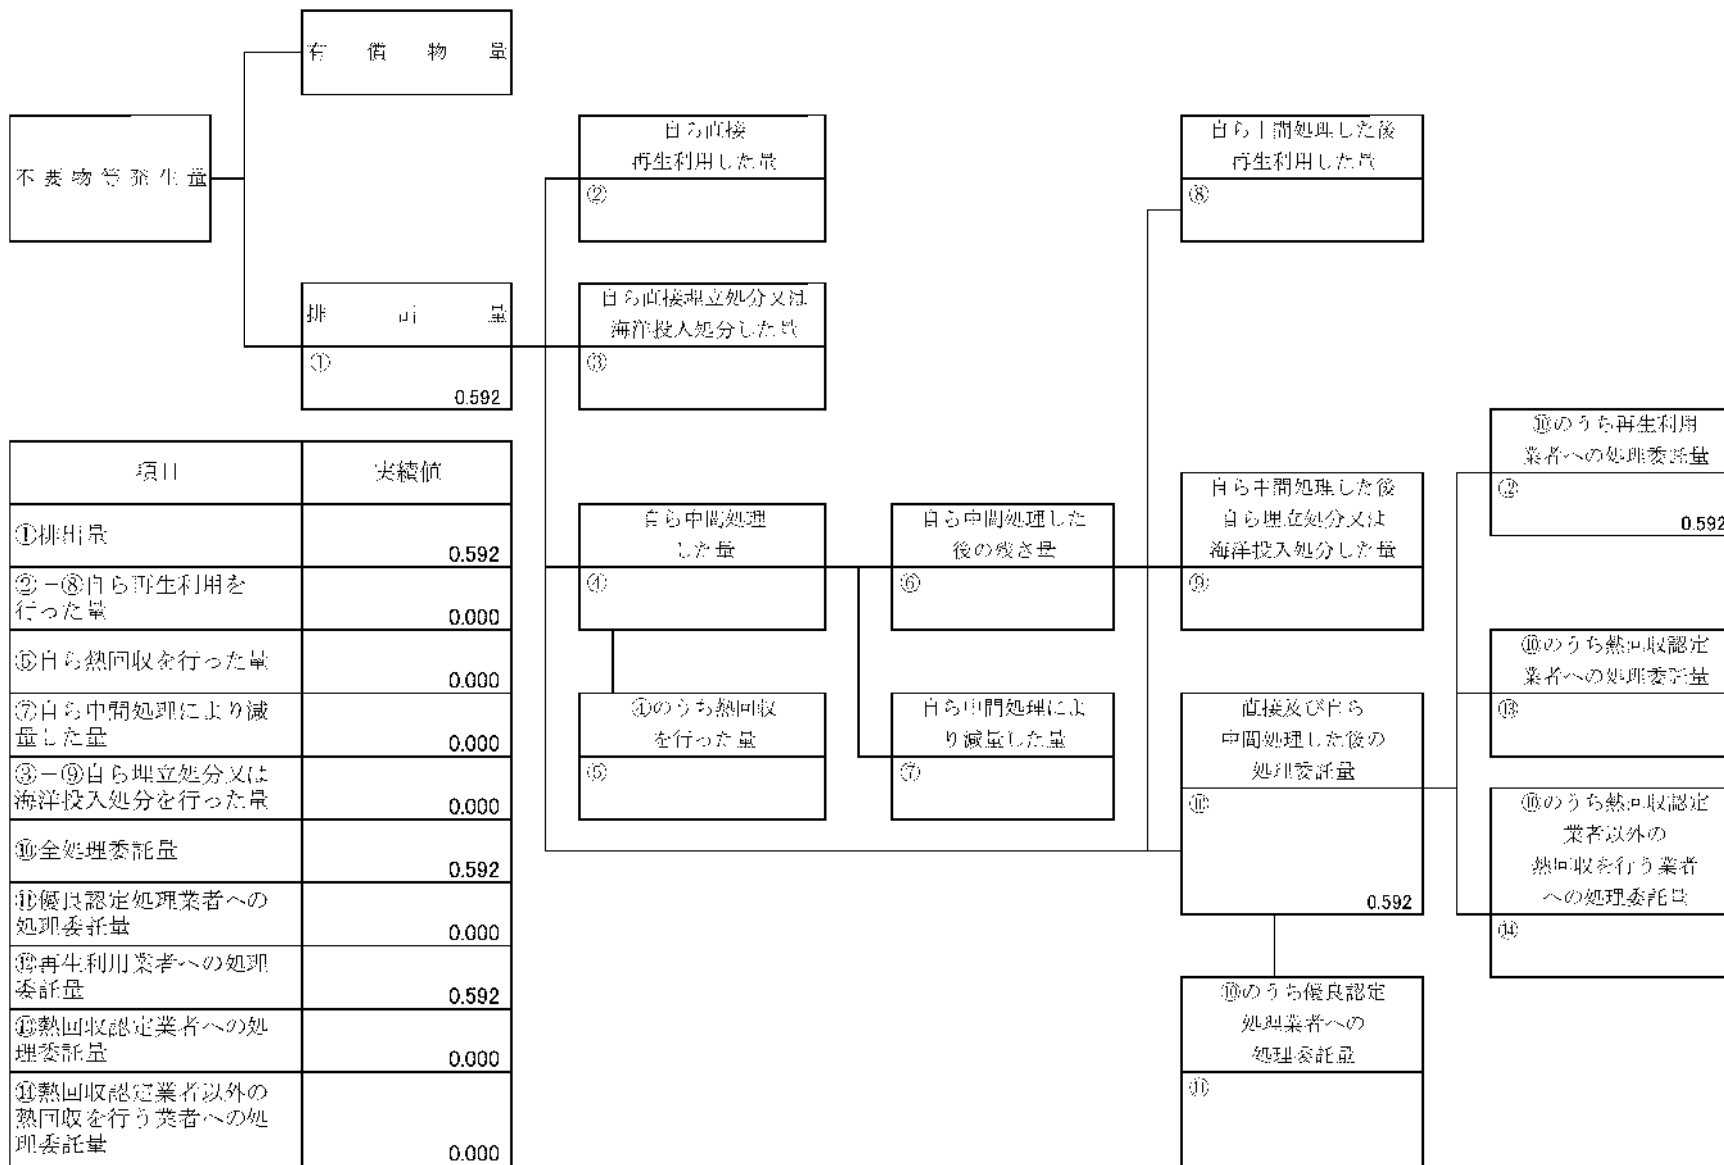 有償物量
不要物等発生量
自ら直接
再生利用した量
②
自ら中間処理した後
再生利用した量
⑧
排出量
①
0.592
自ら直接埋立処分又は
海洋投入処分した量
③
項目
実績値
①排出量
0.592
②+⑧自ら再生利用を
行った量
0.000
⑤自ら熱回収を行った量
0.000
⑦自ら中間処理により減
量した量
0.000
③+⑨自ら埋立処分又は
海洋投入処分を行った量
0.000
⑩全処理委託量
0.592
⑪優良認定処理業者への
処理委託量
0.000
⑫再生利用業者への処理
委託量
0.592
⑬熱回収認定業者への処
理委託量
0.000
⑭熱回収認定業者以外の
熱回収を行う業者への処
理委託量
0.000
自ら中間処理
した量
④
④のうち熱回収
を行った量
⑤
自ら中間処理した
後の残さ量
⑥
自ら中間処理によ
り減量した量
⑦
自ら中間処理した後
自ら埋立処分又は
海洋投入処分した量
⑨
直接及び自ら
中間処理した後の
処理委託量
⑩
0.592
⑩のうち優良認定
処理業者への
処理委託量
⑪
⑩のうち再生利用
業者への処理委託量
⑫
0.592
⑩のうち熱回収認定
業者への処理委託量
⑬
⑩のうち熱回収認定
業者以外の
熱回収を行う業者
への処理委託量
⑭